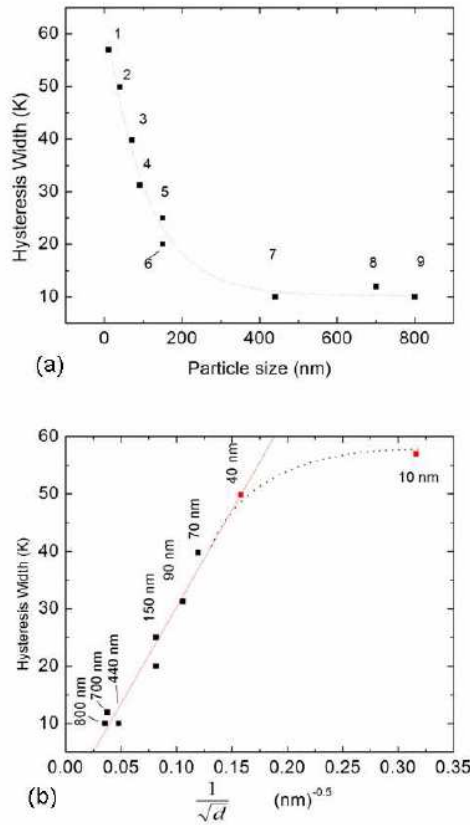 60
50
40
30
20
10
Hysteresis Width (K)
1
2
3
4
5
6
7
8
9
0 200 400 600 800
Particle size (nm)
(a)
60
50
40
30
20
10
Hysteresis Width (K)
800 nm
700 nm
440 nm
150 nm
90 nm
70 nm
40 nm
10 nm
0.00 0.05 0.10 0.15 0.20 0.25 0.30 0.35
(b)
1/√d (nm)^-0.5